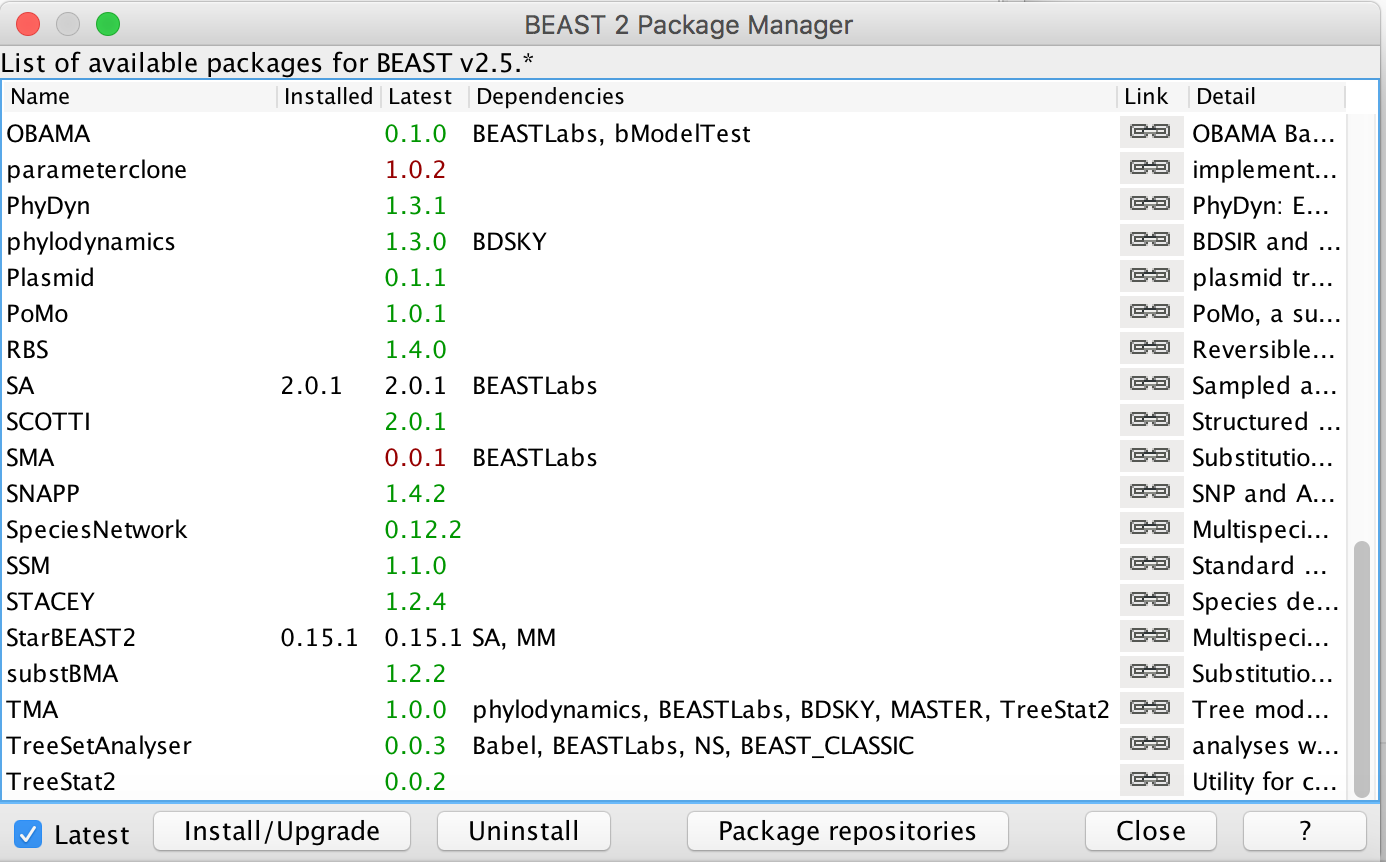 BEAST 2 Package Manager
List of available packages for BEAST v2.5.*
Name Installed Latest Dependencies Link Detail
OBAMA 0.1.0 BEASTLabs, bModelTest OBAMA Ba...
parameterclone 1.0.2 implement...
PhyDyn 1.3.1 PhyDyn: E...
phylodynamics 1.3.0 BDSKY BDSIR and ...
Plasmid 0.1.1 plasmid tr...
PoMo 1.0.1 PoMo, a su...
RBS 1.4.0 Reversible...
SA 2.0.1 2.0.1 BEASTLabs Sampled a...
SCOTTI 2.0.1 Structured ...
SMA 0.0.1 BEASTLabs Substitutio...
SNAPP 1.4.2 SNP and A...
SpeciesNetwork 0.12.2 Multispeci...
SSM 1.1.0 Standard ...
STACEY 1.2.4 Species de...
StarBEAST2 0.15.1 0.15.1 SA, MM Multispeci...
substBMA 1.2.2 Substitutio...
TMA 1.0.0 phylodynamics, BEASTLabs, BDSKY, MASTER, TreeStat2 Tree mod...
TreeSetAnalyser 0.0.3 Babel, BEASTLabs, NS, BEAST_CLASSIC analyses w...
TreeStat2 0.0.2 Utility for c...
Latest Install/Upgrade Uninstall Package repositories Close ?